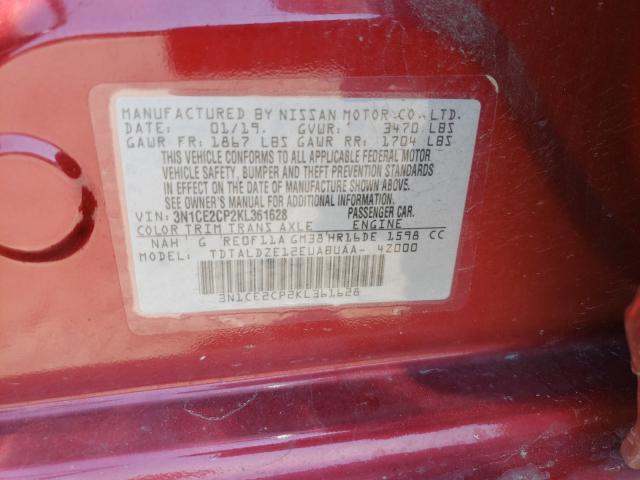 MANUFACTURED BY NISSAN MOTOR CO., LTD.
DATE: 01/19. GVWR: 3470 LBS
GAWR FR: 1867 LBS GAWR RR: 1704 LBS
THIS VEHICLE CONFORMS TO ALL APPLICABLE FEDERAL MOTOR
VEHICLE SAFETY, BUMPER AND THEFT PREVENTION STANDARDS
IN EFFECT ON THE DATE OF MANUFACTURE SHOWN ABOVE.
SEE OWNER'S MANUAL FOR ADDITIONAL INFORMATION.
VIN: 3N1CE2CP2KL361628 PASSENGER CAR.
COLOR TRIM TRANS AXLE ENGINE
NAH G RE0F11A GM38 HR16DE 1598 CC
MODEL: TDTALDZE12EUABUAA- 4Z000
3N1CE2CP2KL361628